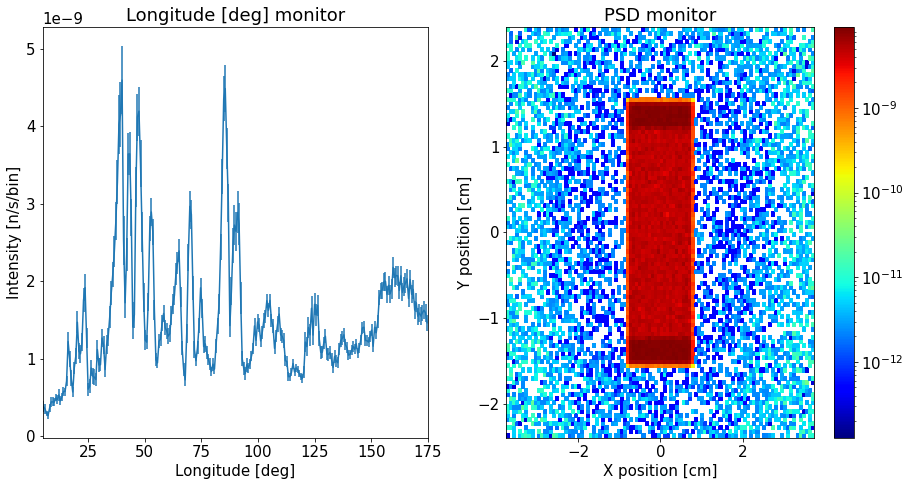 Longitude [deg] monitor
1e−9
5
4
3
2
1
0
Intensity [n/s/bin]
25 50 75 100 125 150 175
Longitude [deg]
PSD monitor
2
1
0
−1
−2
Y position [cm]
−2 0 2
X position [cm]
10⁻⁹
10⁻¹⁰
10⁻¹¹
10⁻¹²